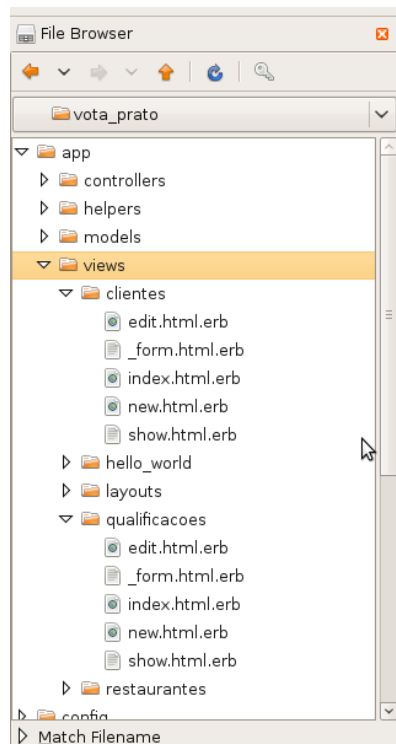 File Browser
vota_prato
app
controllers
helpers
models
views
clientes
edit.html.erb
_form.html.erb
index.html.erb
new.html.erb
show.html.erb
hello_world
layouts
qualificacoes
edit.html.erb
_form.html.erb
index.html.erb
new.html.erb
show.html.erb
restaurantes
config
Match Filename